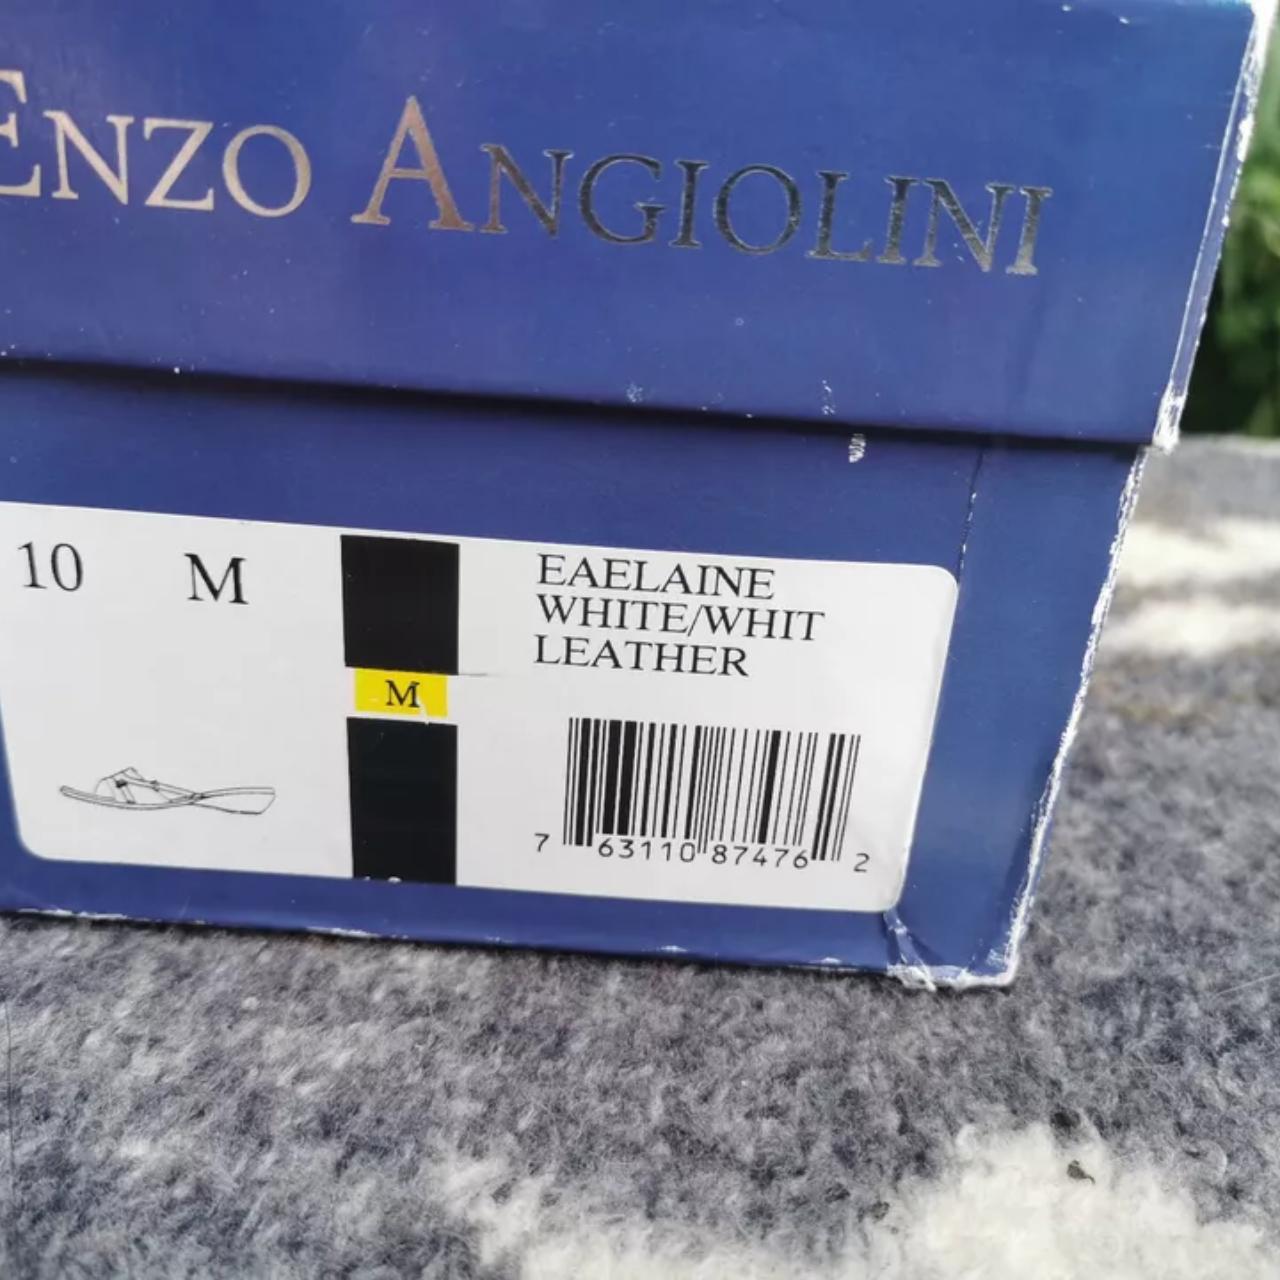 ENZO ANGIOLINI
10 M
M
EAELAINE
WHITE/WHIT
LEATHER
7 63110 87476 2